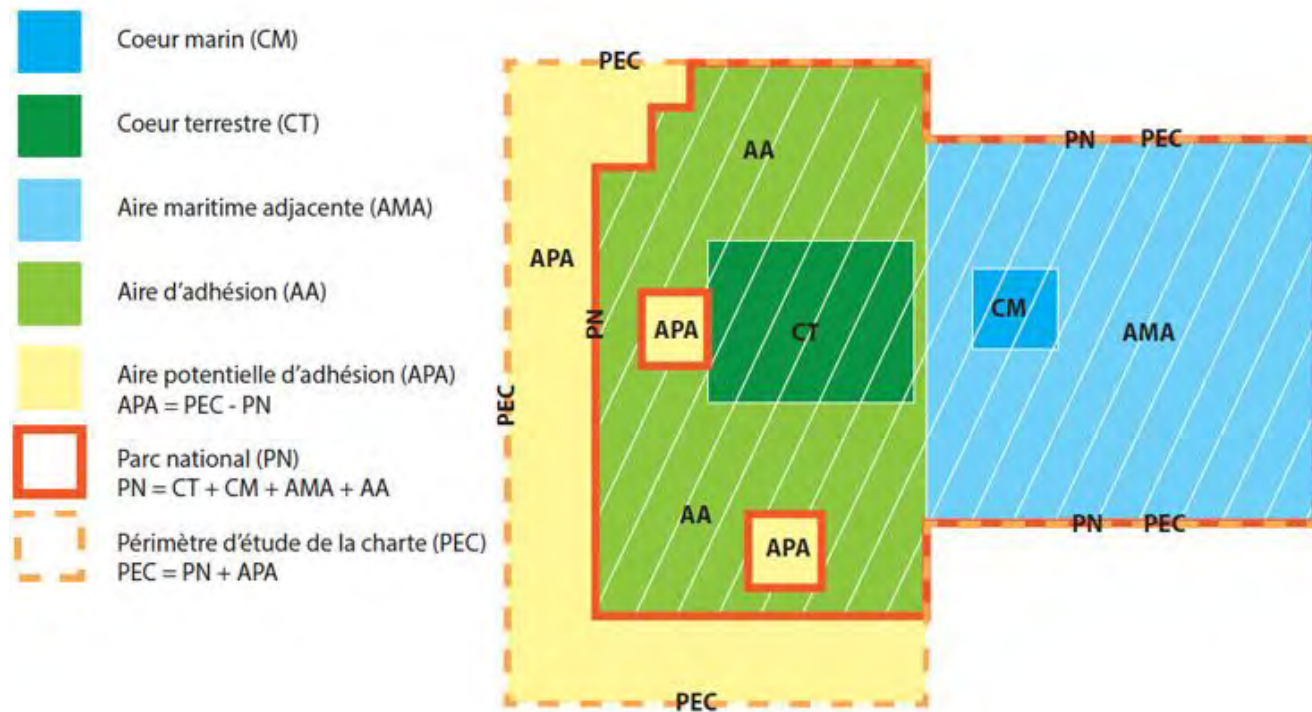 Coeur marin (CM)
Coeur terrestre (CT)
Aire maritime adjacente (AMA)
Aire d'adhésion (AA)
Aire potentielle d'adhésion (APA)
APA = PEC - PN
Parc national (PN)
PN = CT + CM + AMA + AA
Périmètre d'étude de la charte (PEC)
PEC = PN + APA
PEC
PN PEC
AA
APA
CM
PN
APA
CT
AMA
PEC
AA
APA
PN PEC
PEC